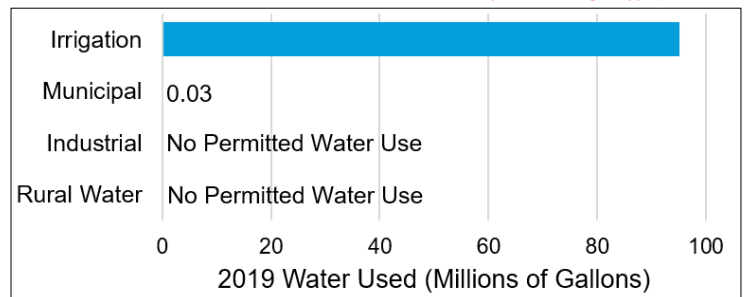 Irrigation
Municipal 0.03
Industrial No Permitted Water Use
Rural Water No Permitted Water Use
0 20 40 60 80 100
2019 Water Used (Millions of Gallons)